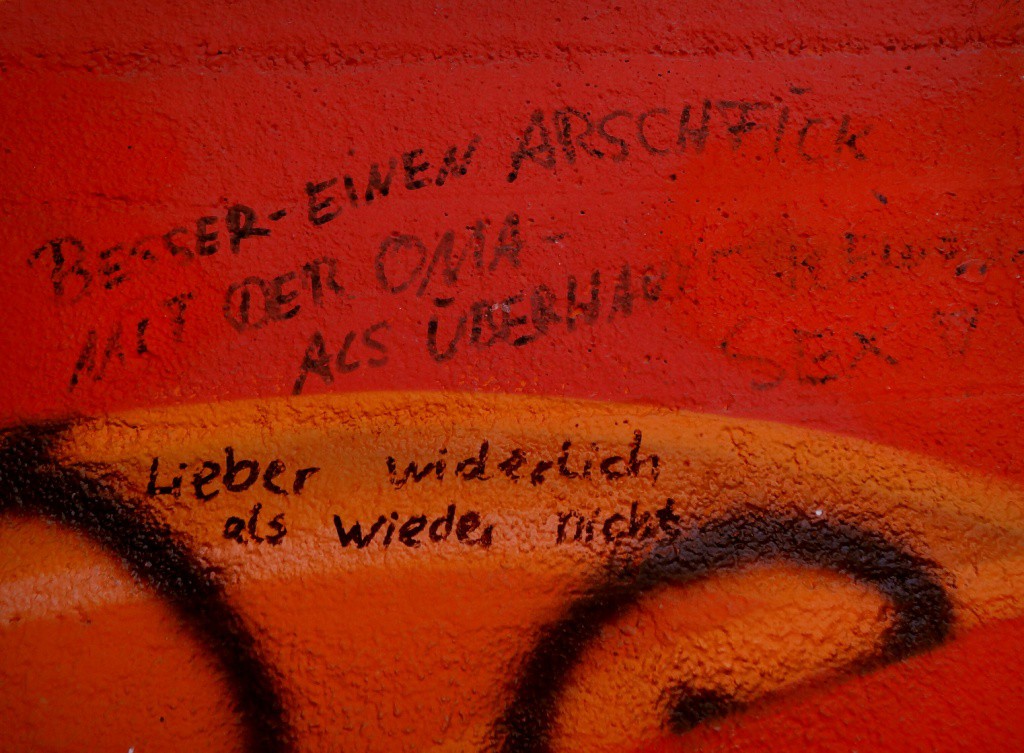 BESSER-EINEN ARSCHFICK
MIT DER OMA-
ALS ÜBERHAUPT
SEX
Lieber widerlich
als wieder nicht